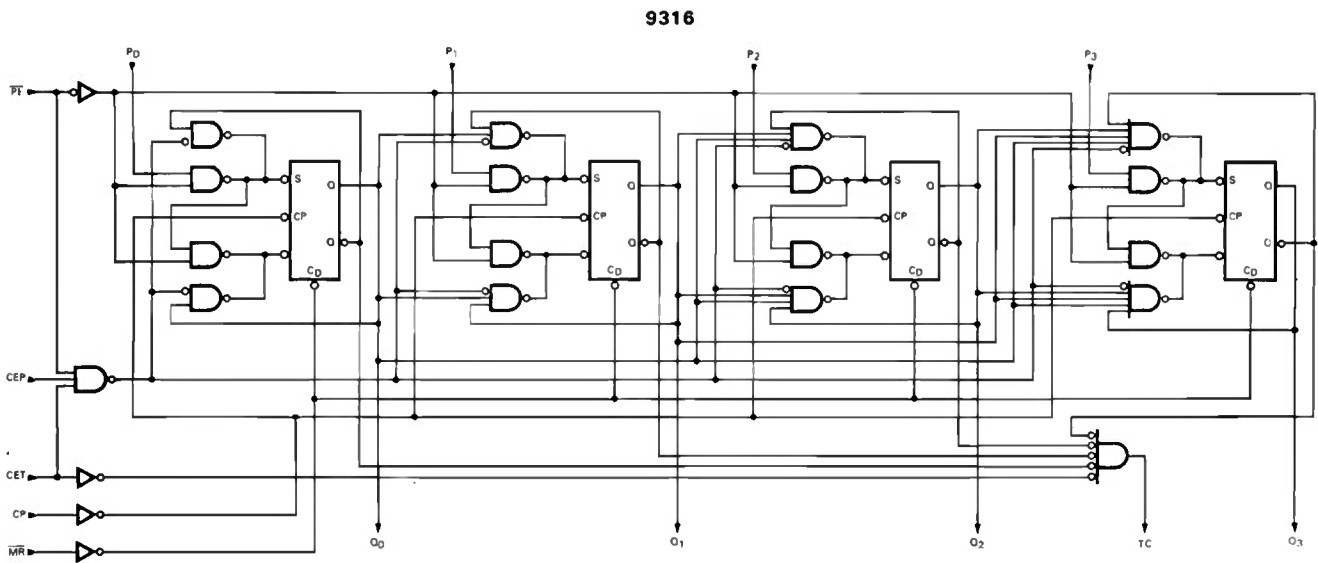 9316
P0 P1 P2 P3
PE
S Q S Q S Q S Q
CP CP CP CP
Q Q Q Q
CD CD CD CD
CEP
CET
CP
MR
Q0 Q1 Q2 TC Q3